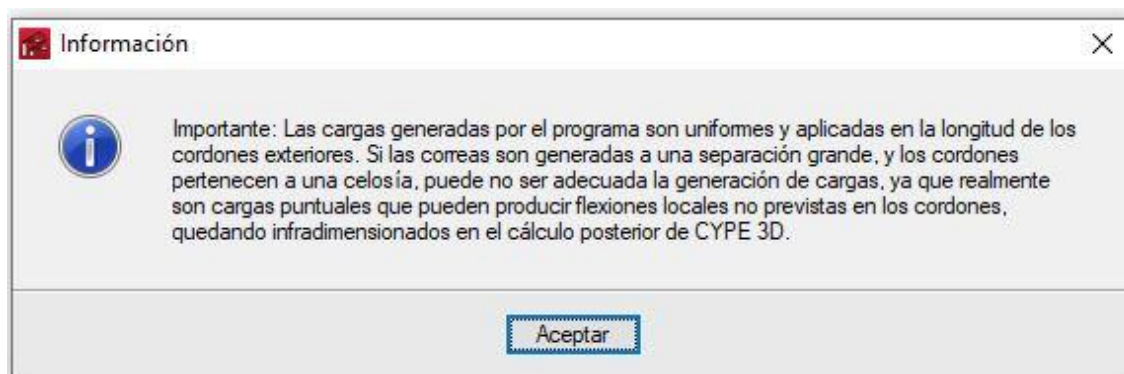 Información
Importante: Las cargas generadas por el programa son uniformes y aplicadas en la longitud de los
cordones exteriores. Si las correas son generadas a una separación grande, y los cordones
pertenecen a una celosía, puede no ser adecuada la generación de cargas, ya que realmente
son cargas puntuales que pueden producir flexiones locales no previstas en los cordones,
quedando infradimensionados en el cálculo posterior de CYPE 3D.
Aceptar